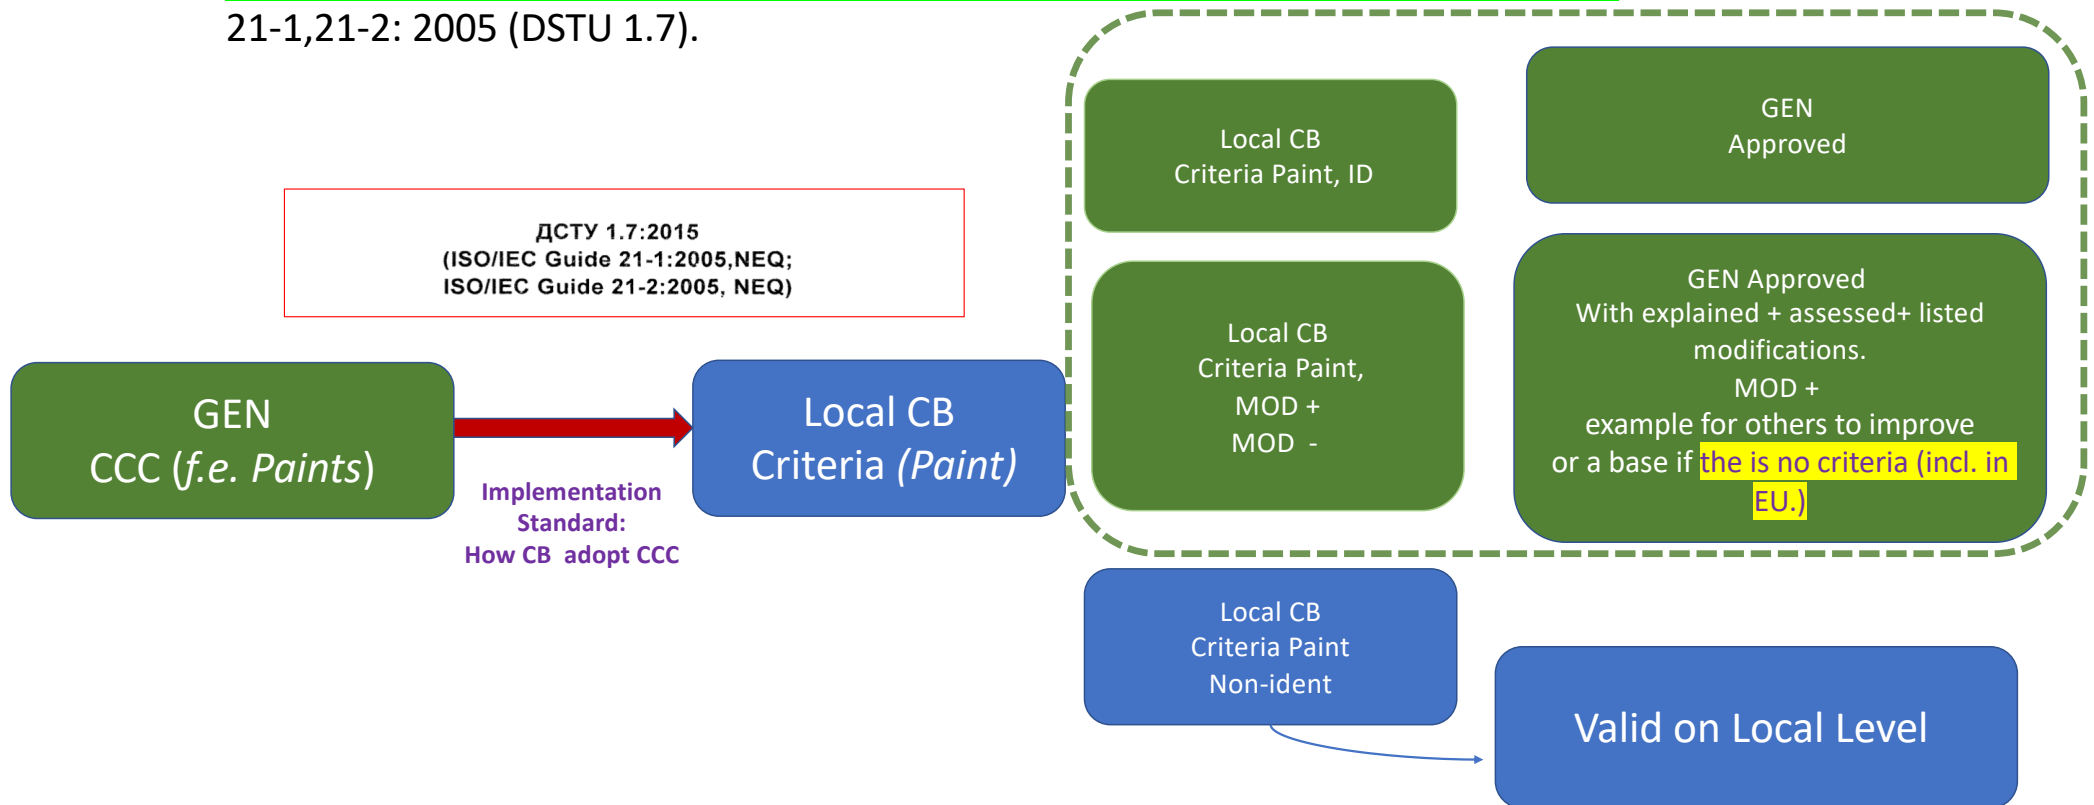 21-1,21-2: 2005 (DSTU 1.7).
ДСТУ 1.7:2015
(ISO/IEC Guide 21-1:2005,NEQ;
ISO/IEC Guide 21-2:2005, NEQ)
GEN
CCC (f.e. Paints)
Implementation
Standard:
How CB adopt CCC
Local CB
Criteria (Paint)
Local CB
Criteria Paint, ID
GEN
Approved
Local CB
Criteria Paint,
MOD +
MOD -
GEN Approved
With explained + assessed+ listed
modifications.
MOD +
example for others to improve
or a base if the is no criteria (incl. in
EU.)
Local CB
Criteria Paint
Non-ident
Valid on Local Level